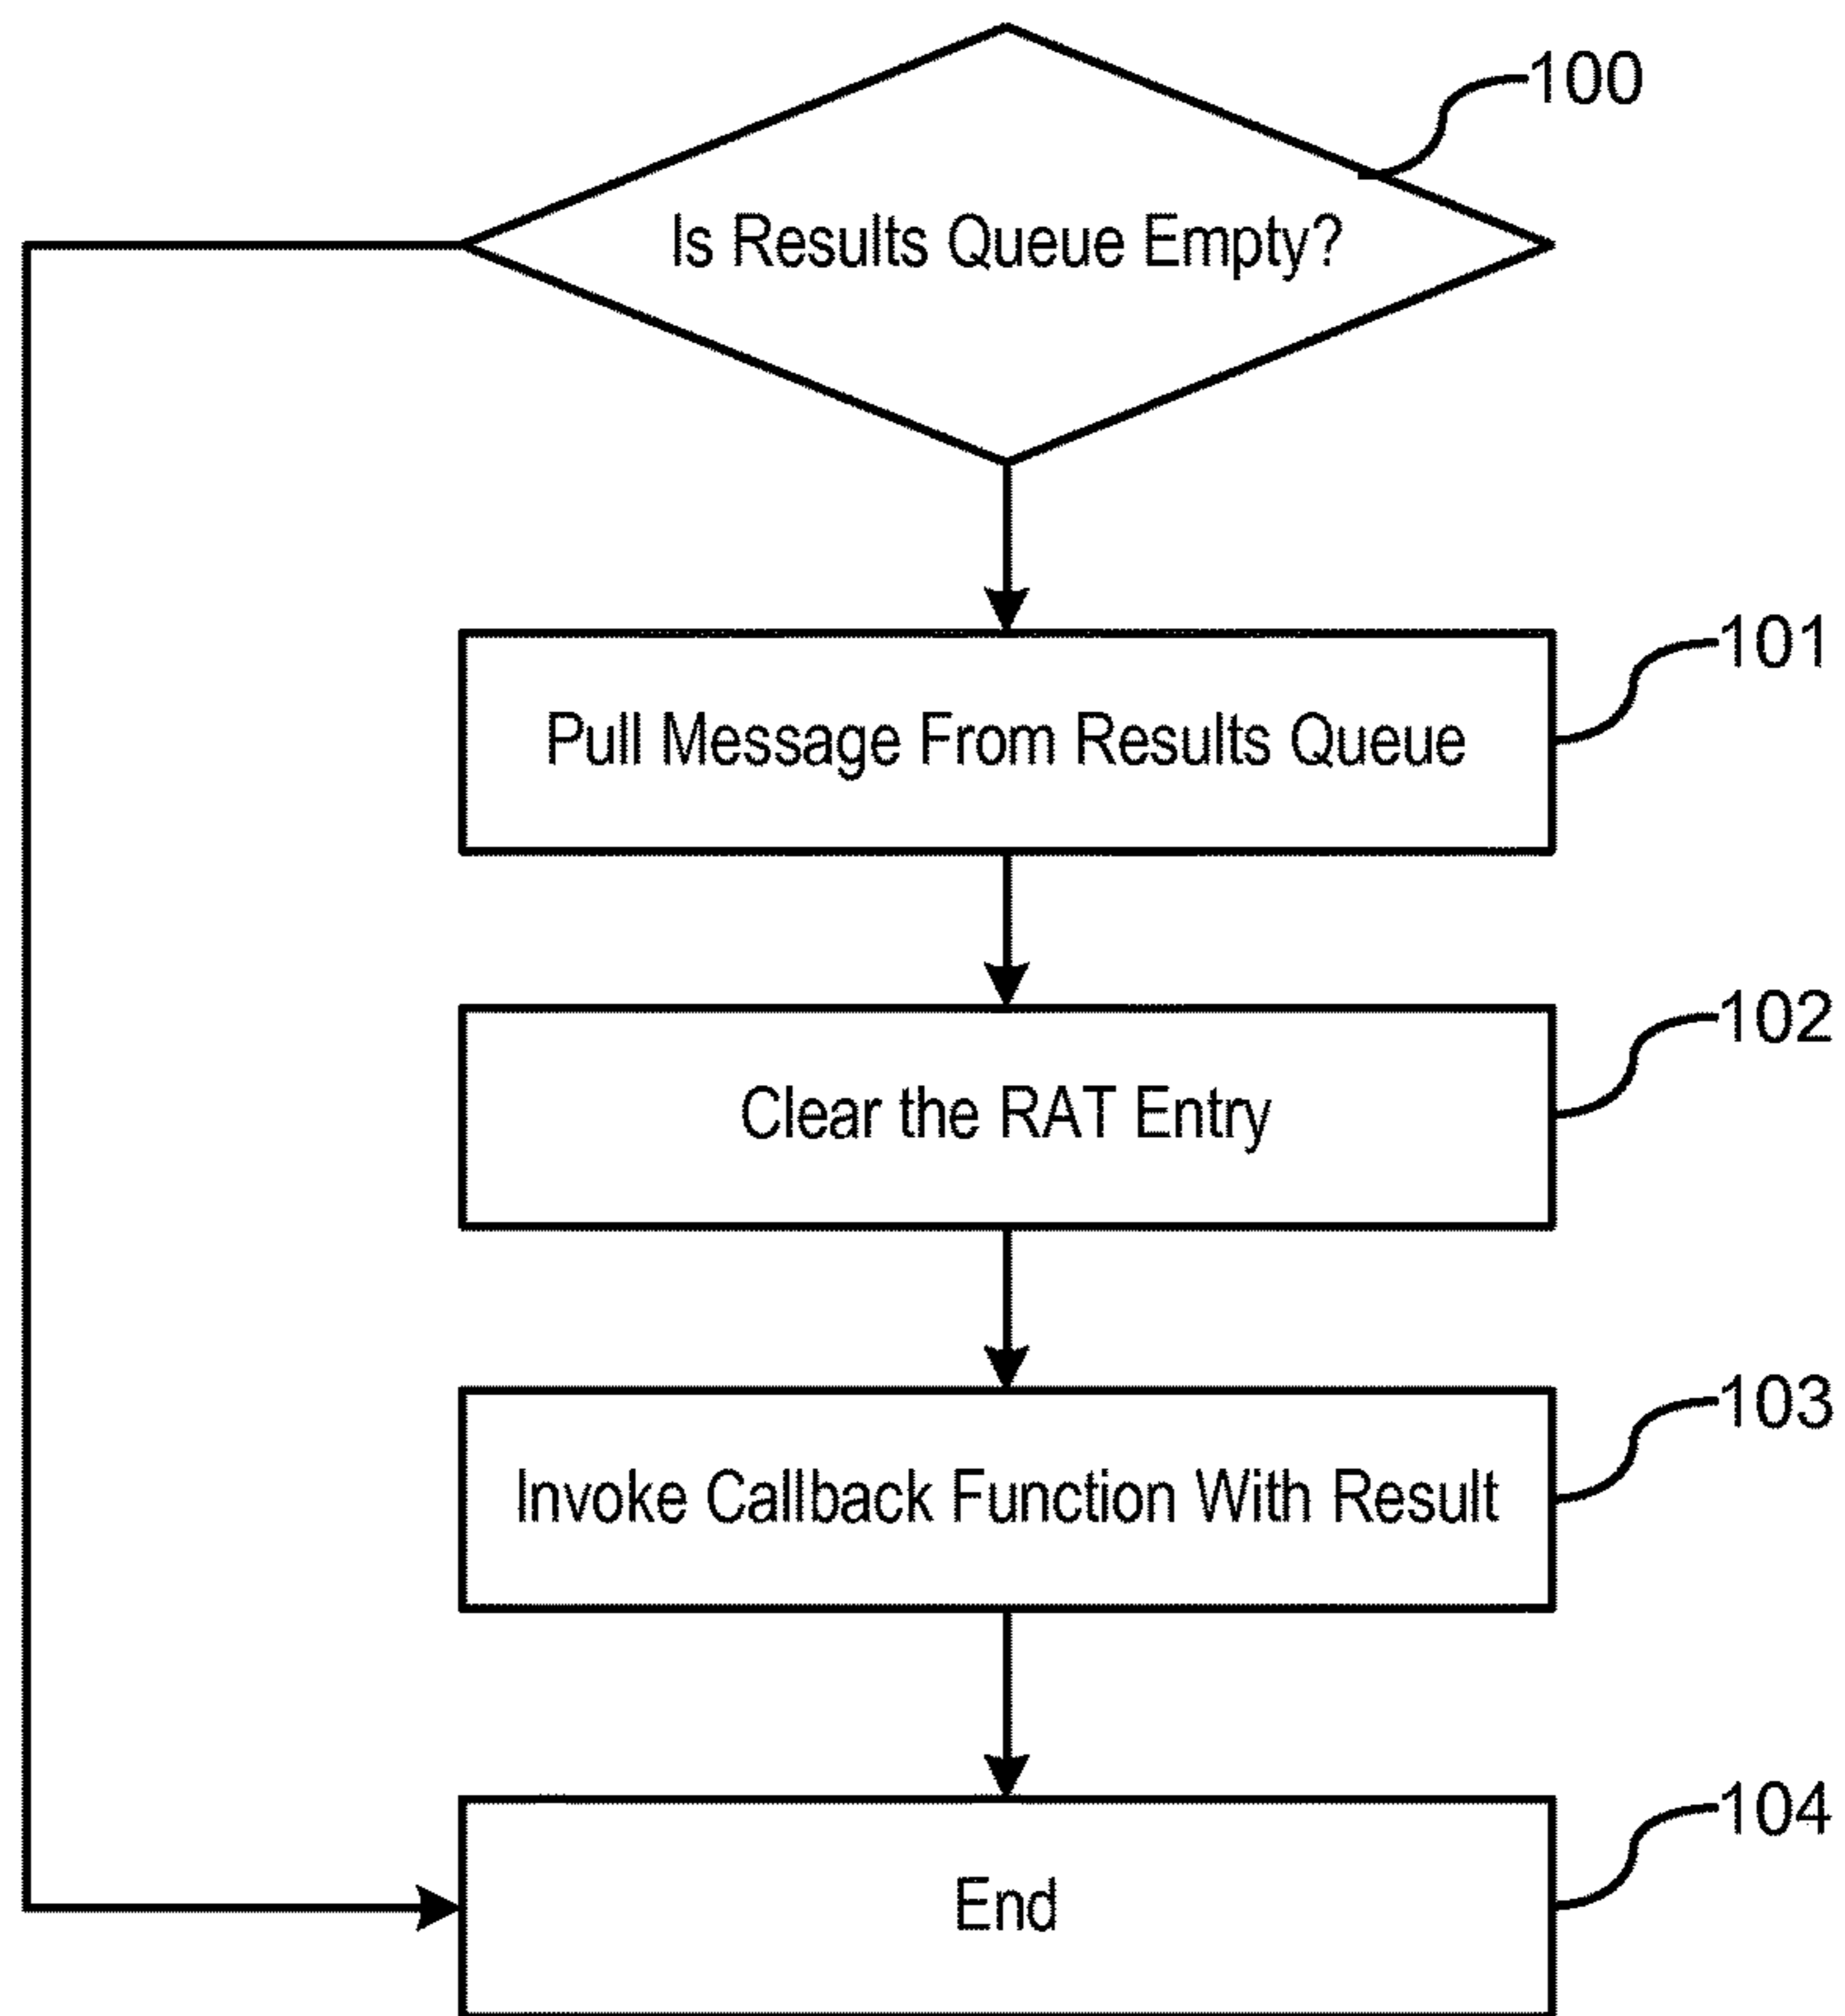 100
Is Results Queue Empty?
101
Pull Message From Results Queue
102
Clear the RAT Entry
103
Invoke Callback Function With Result
104
End